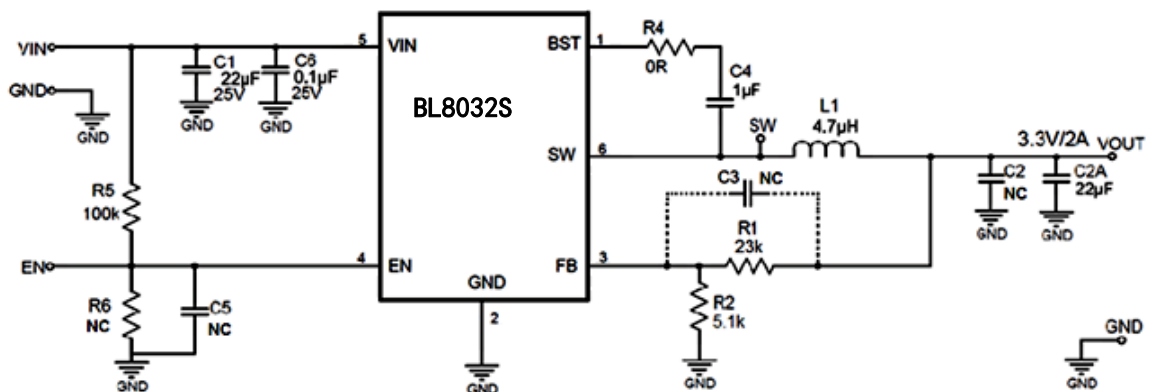 VIN
GND
GND
C1
22µF
25V
GND
C6
0.1µF
25V
GND
R5
100k
EN
R6
NC
C5
NC
GND
5
VIN
BST
1
BL8032S
SW
6
4
EN
FB
3
GND
2
GND
R4
0R
C4
1µF
SW
L1
4.7µH
3.3V/2A
VOUT
C3
NC
R1
23k
R2
5.1k
GND
C2
NC
GND
C2A
22µF
GND
GND
GND